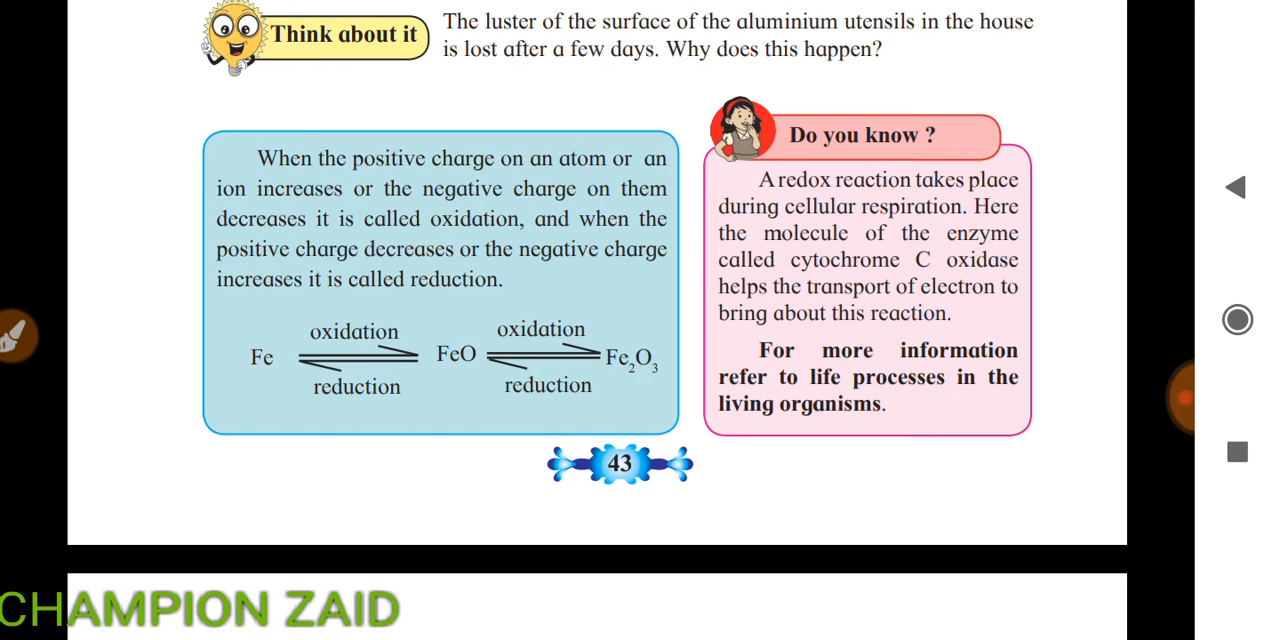 Think about it
The luster of the surface of the aluminium utensils in the house
is lost after a few days. Why does this happen?
When the positive charge on an atom or an
ion increases or the negative charge on them
decreases it is called oxidation, and when the
positive charge decreases or the negative charge
increases it is called reduction.
oxidation oxidation
Fe FeO Fe₂O₃
reduction reduction
Do you know ?
A redox reaction takes place
during cellular respiration. Here
the molecule of the enzyme
called cytochrome C oxidase
helps the transport of electron to
bring about this reaction.
For more information
refer to life processes in the
living organisms.
43
CHAMPION ZAID